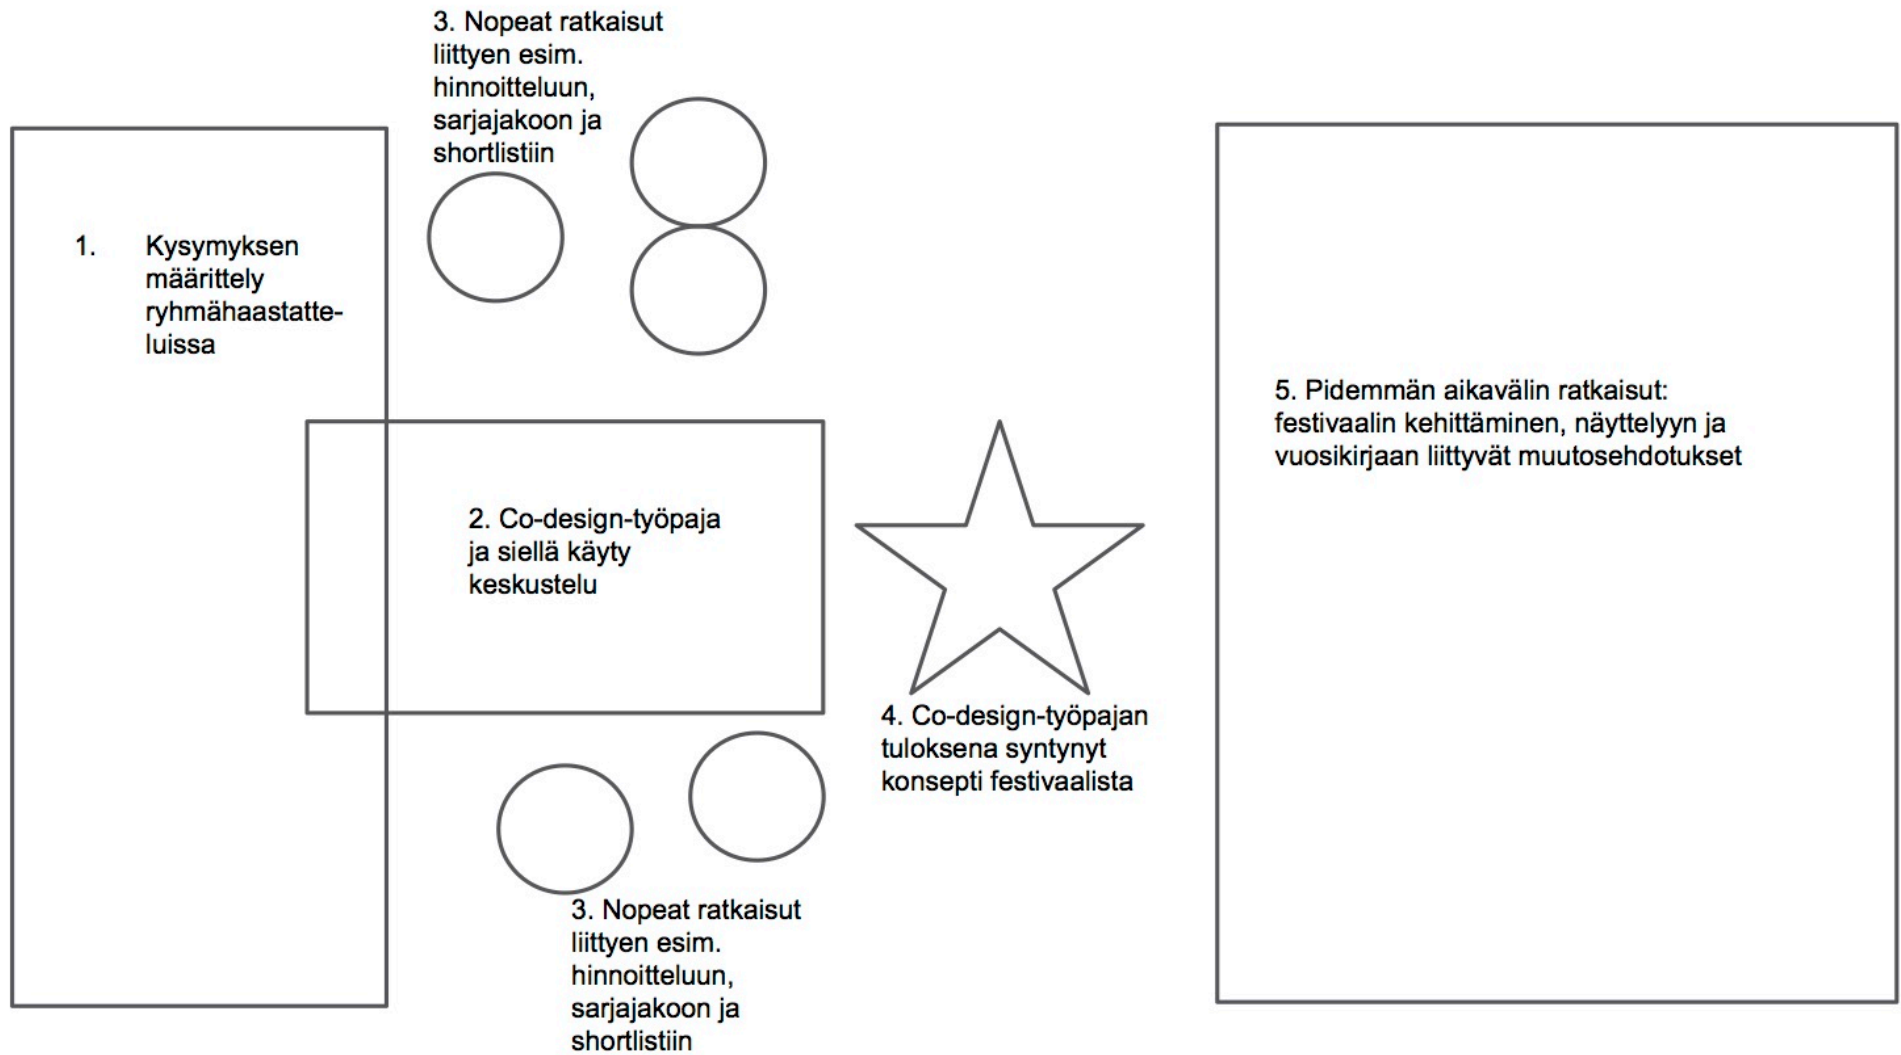 3. Nopeat ratkaisut
liittyen esim.
hinnoitteluun,
sarjajakoon ja
shortlistiin
1. Kysymyksen
määrittely
ryhmähaastatte-
luissa
2. Co-design-työpaja
ja siellä käyty
keskustelu
4. Co-design-työpajan
tuloksena syntynyt
konsepti festivaalista
3. Nopeat ratkaisut
liittyen esim.
hinnoitteluun,
sarjajakoon ja
shortlistiin
5. Pidemmän aikavälin ratkaisut:
festivaalin kehittäminen, näyttelyyn ja
vuosikirjaan liittyvät muutosehdotukset